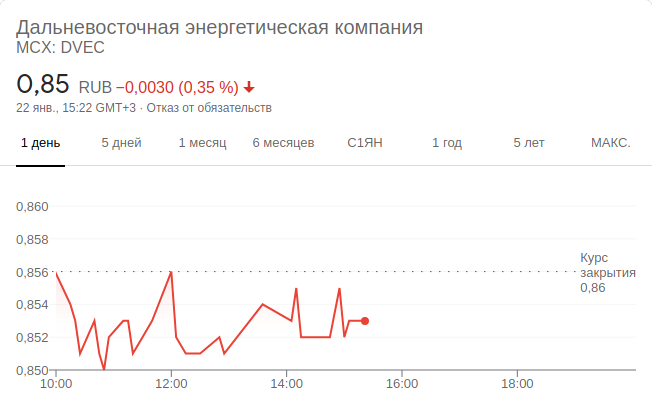 Дальневосточная энергетическая компания
MCX: DVEC
0,85 RUB −0,0030 (0,35 %)
22 янв., 15:22 GMT+3 · Отказ от обязательств
1 день 5 дней 1 месяц 6 месяцев С1ЯН 1 год 5 лет МАКС.
0,860
0,858
0,856
0,854
0,852
0,850
Курс
закрытия
0,86
10:00 12:00 14:00 16:00 18:00